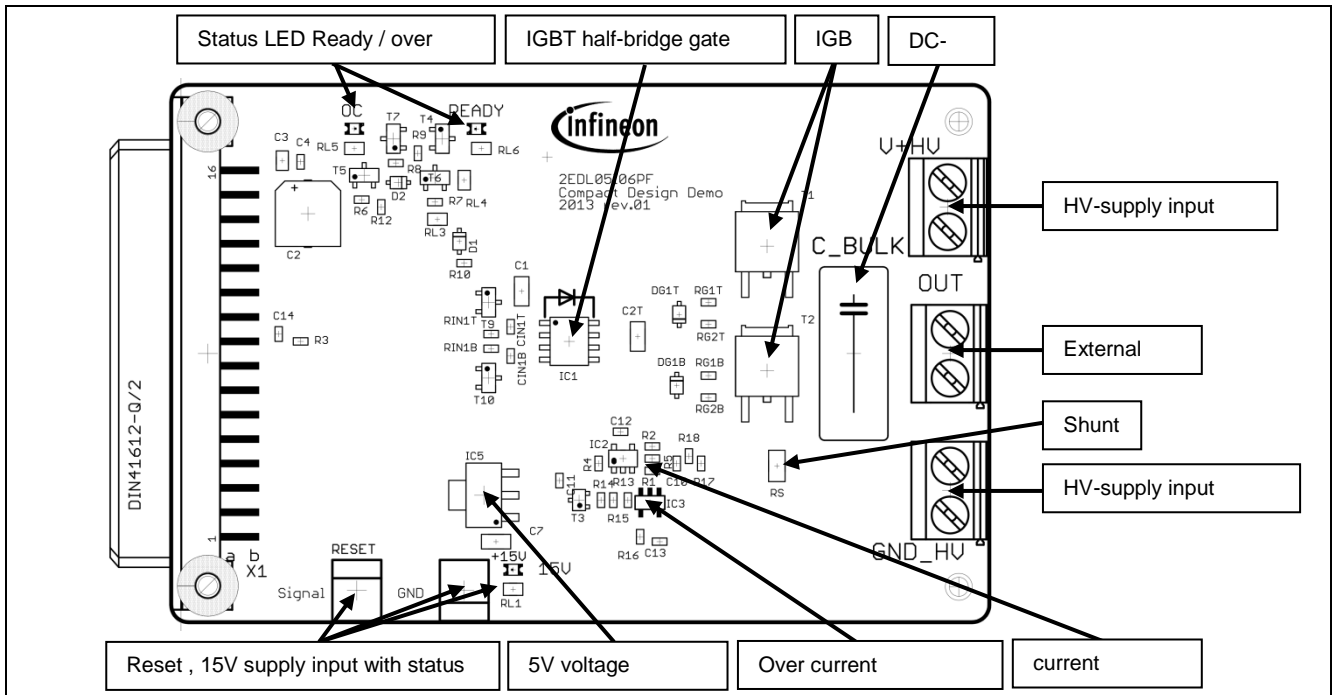 Status LED Ready / over
IGBT half-bridge gate
IGB
DC-
OC
READY
infineon
T7
T4
R9
C3
C4
RL5
RL6
V+HV
16
R8
T5
T6
2EDL05I06PF
Compact Design Demo
2013 rev.01
T1
D2
R6
R12
R7
RL4
RL3
HV-supply input
C2
D1
R10
C_BULK
C1
OUT
DG1T
RG1T
RIN1T
T9
CIN1T
C2T
RG2T
T2
C14
R3
RIN1B
CIN1B
IC1
DG1B
RG1B
External
T10
RG2B
DIN41612-Q/2
C12
Shunt
IC2
R2
R18
IC5
R4
R5
R13
R1
C10
R17
RS
HV-supply input
C11
R14
IC3
T3
R15
C7
R16
C13
GND_HV
1
a b
X1
RESET
+15V
15V
Signal
GND
RL1
Reset , 15V supply input with status
5V voltage
Over current
current